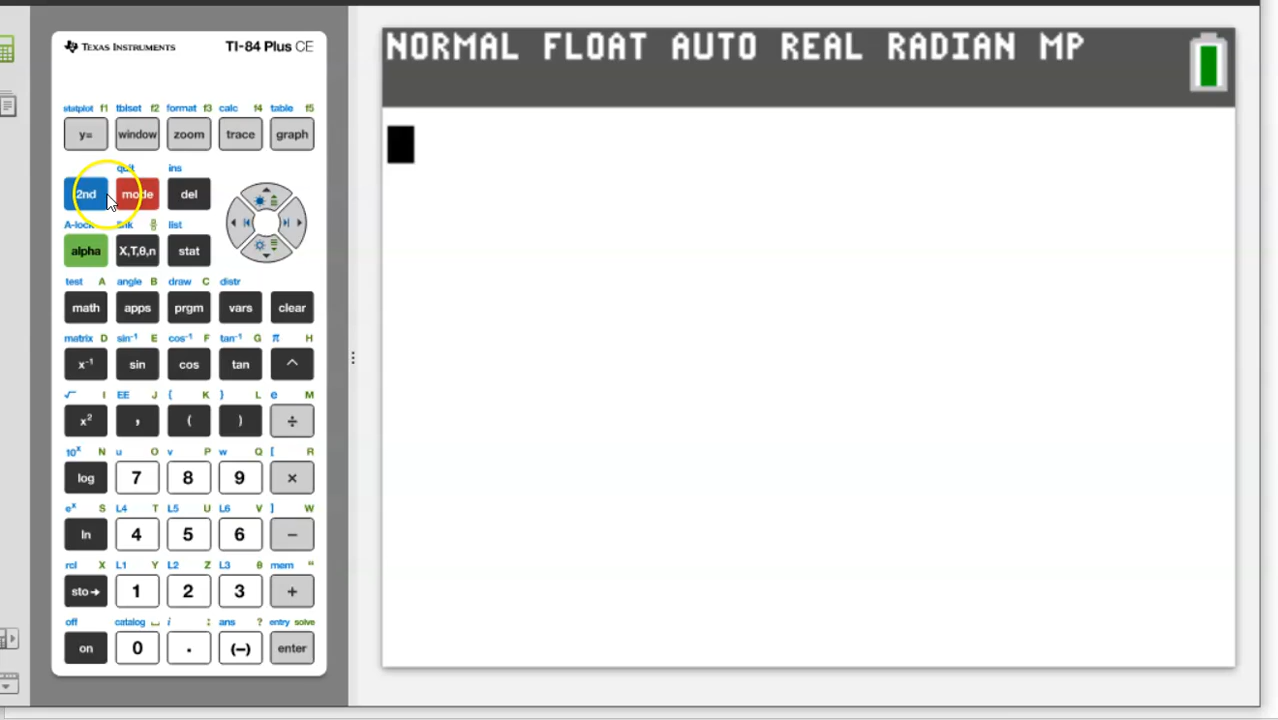 TEXAS INSTRUMENTS TI-84 Plus CE
NORMAL FLOAT AUTO REAL RADIAN MP
statplot f1 tblset f2 format f3 calc f4 table f5
y= window zoom trace graph
quit ins
2nd mode del
A-lock link list
alpha X,T,θ,n stat
test A angle B draw C distr
math apps prgm vars clear
matrix D sin⁻¹ E cos⁻¹ F tan⁻¹ G π H
x⁻¹ sin cos tan ^
√ I EE J { K } L e M
x² , ( ) ÷
10ˣ N u O v P w Q [ R
log 7 8 9 ×
eˣ S L4 T L5 U L6 V ] W
ln 4 5 6 −
rcl X L1 Y L2 Z L3 θ mem "
sto→ 1 2 3 +
off catalog ⎵ i : ans ? entry solve
on 0 . (−) enter